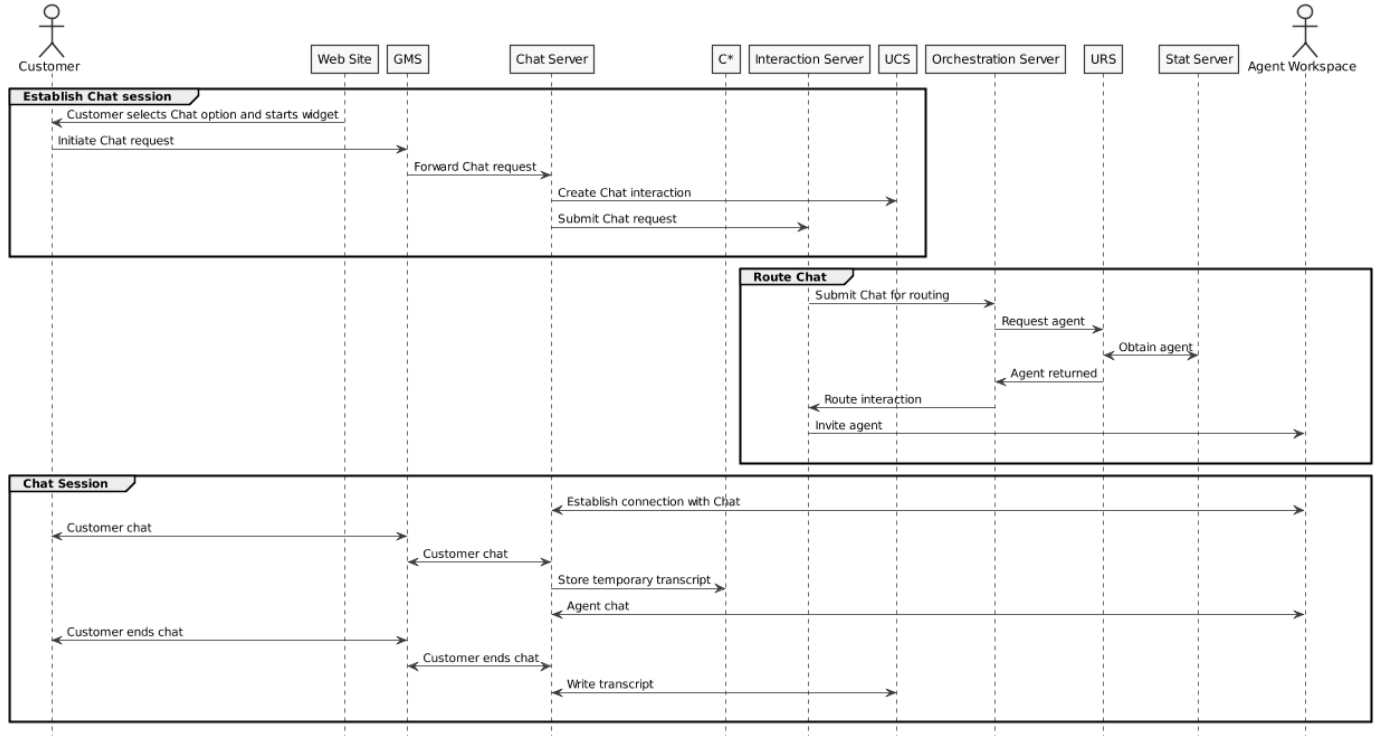 Customer
Web Site
GMS
Chat Server
C*
Interaction Server
UCS
Orchestration Server
URS
Stat Server
Agent Workspace
Establish Chat session
Customer selects Chat option and starts widget
Initiate Chat request
Forward Chat request
Create Chat interaction
Submit Chat request
Route Chat
Submit Chat for routing
Request agent
Obtain agent
Agent returned
Route interaction
Invite agent
Chat Session
Establish connection with Chat
Customer chat
Customer chat
Store temporary transcript
Agent chat
Customer ends chat
Customer ends chat
Write transcript